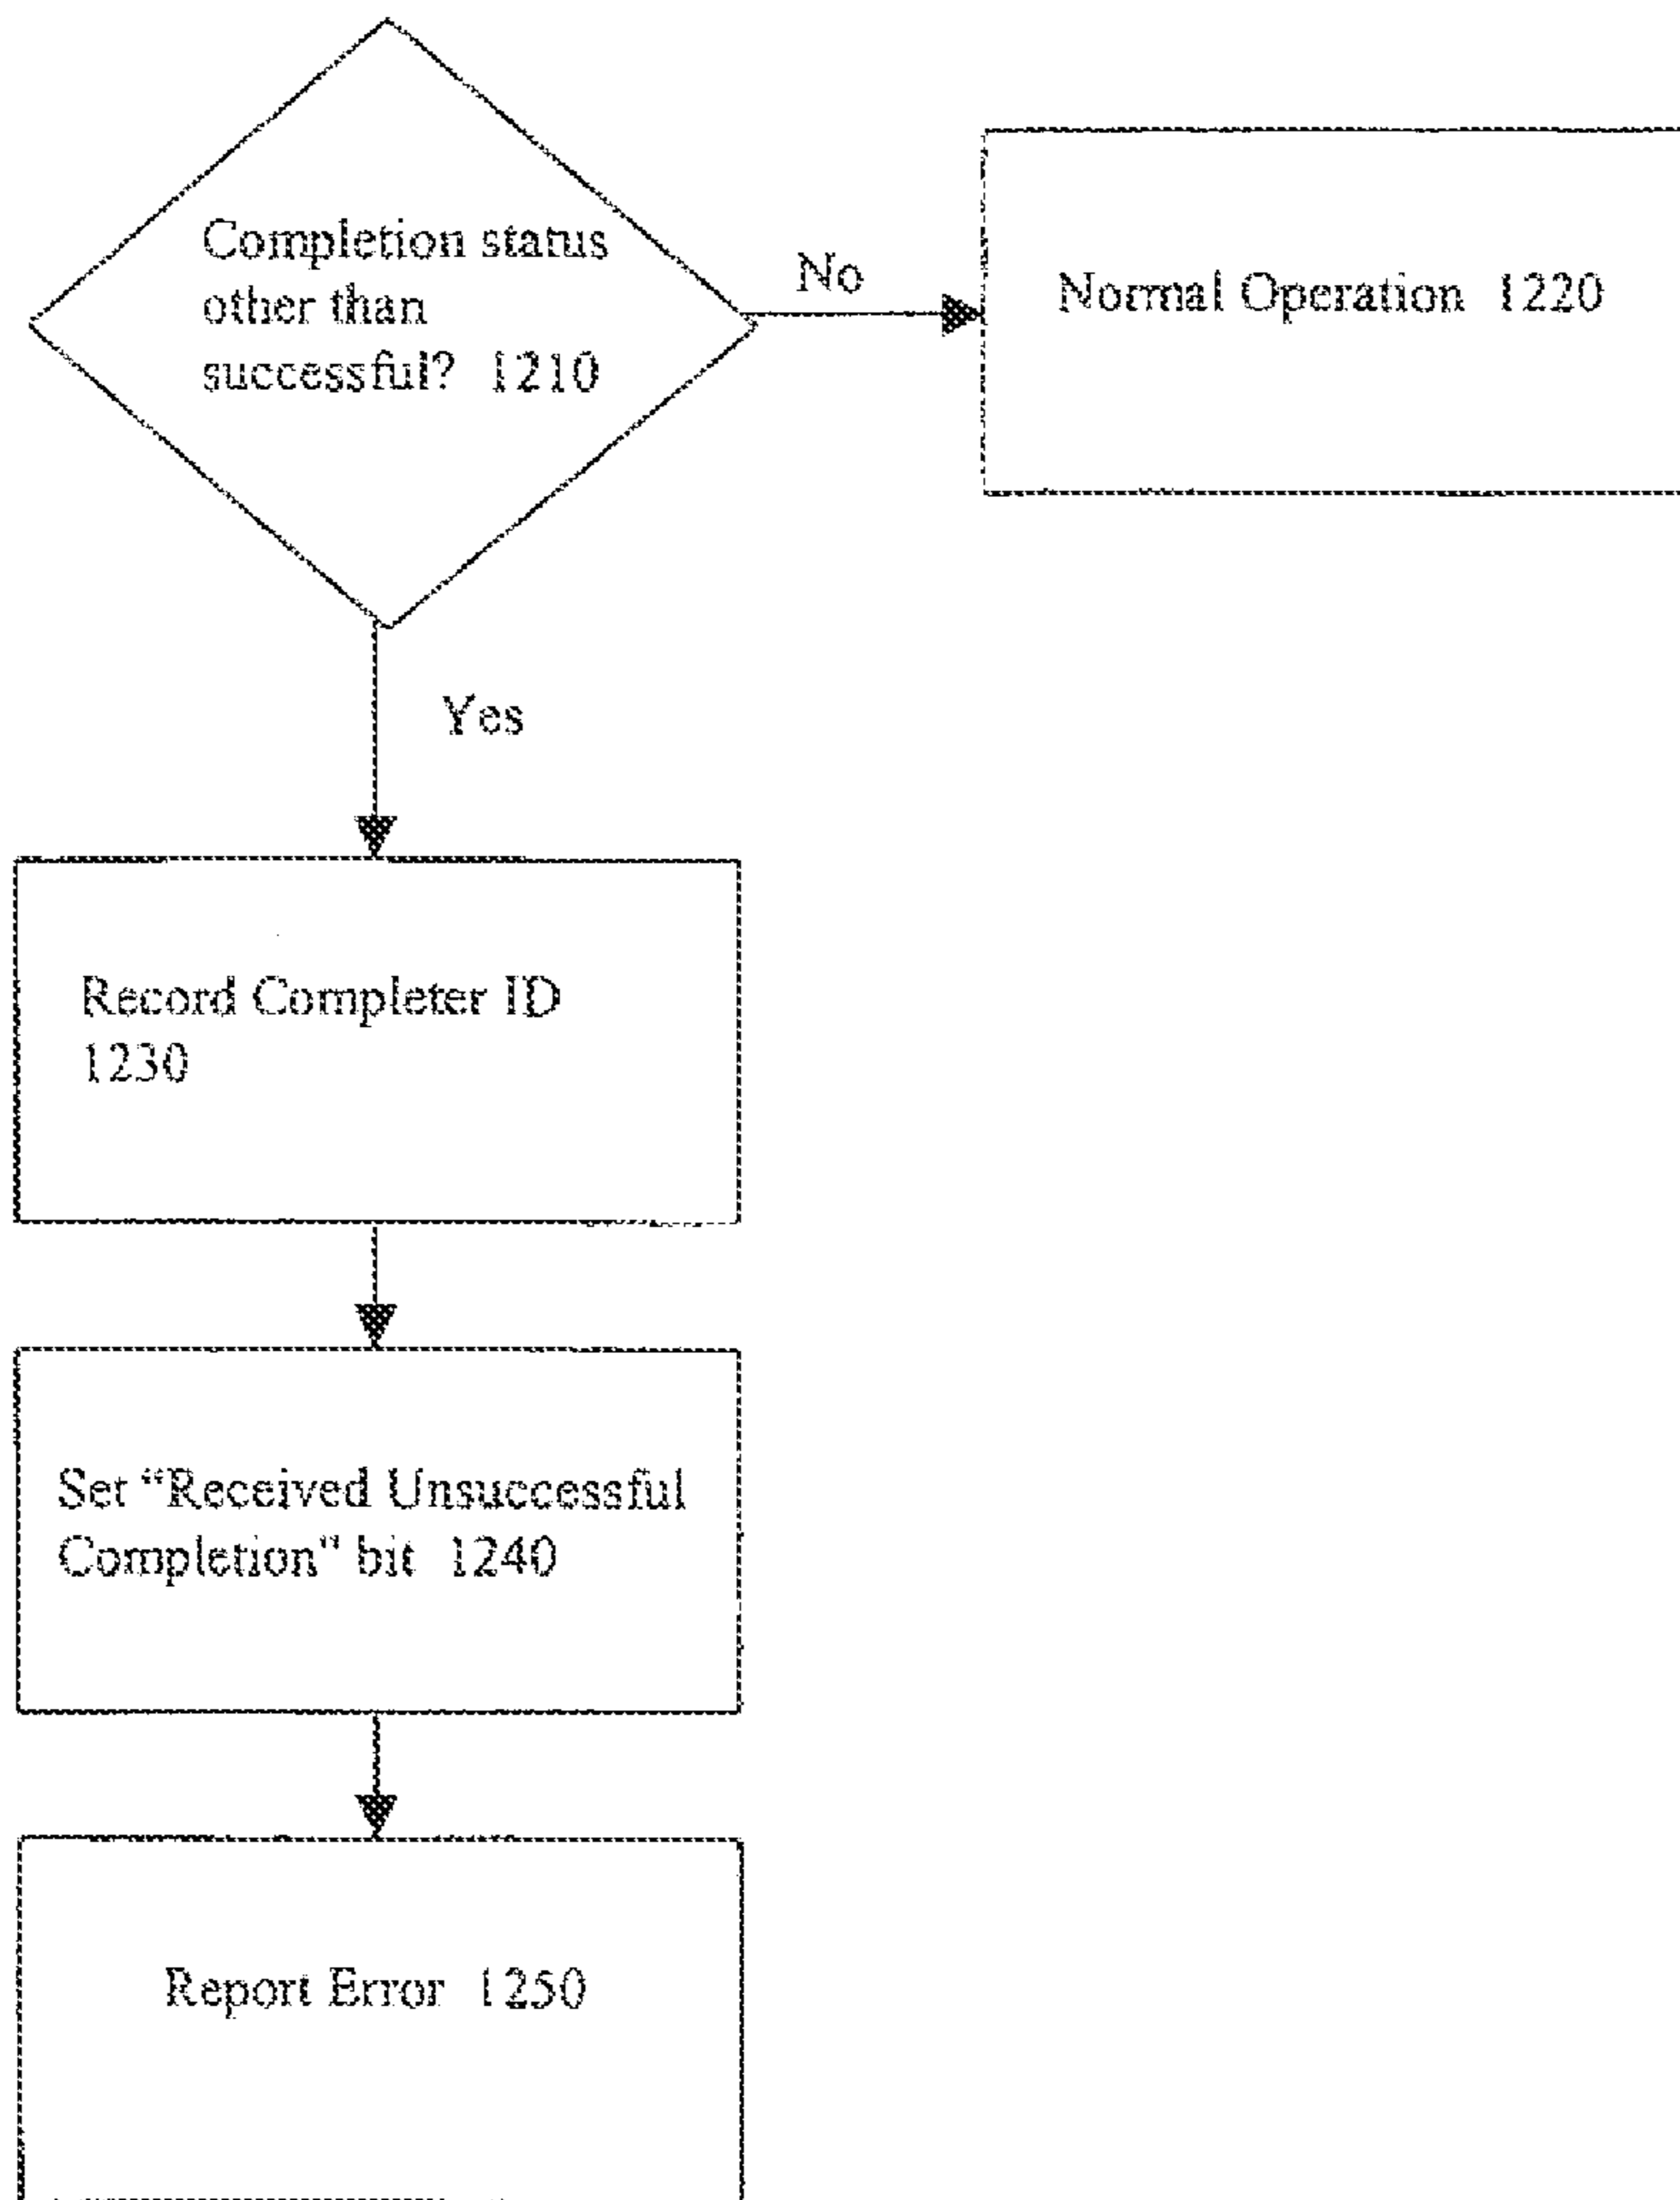 Completion status
other than
successful? 1210
No
Normal Operation 1220
Yes
Record Completer ID
1230
Set “Received Unsuccessful
Completion" bit 1240
Report Error 1250